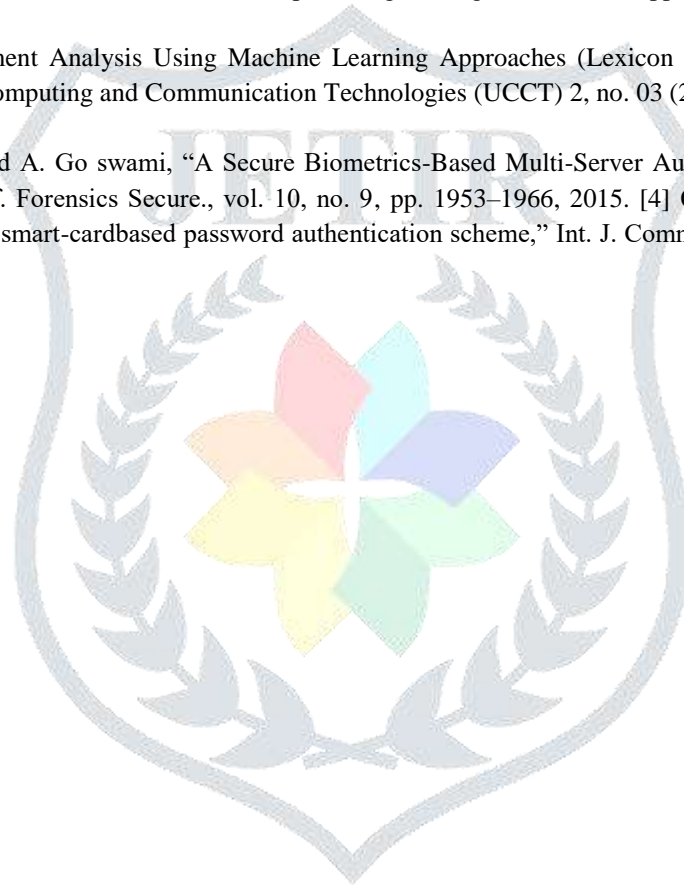 ment Analysis Using Machine Learning Approaches (Lexicon
omputing and Communication Technologies (UCCT) 2, no. 03 (2
d A. Go swami, “A Secure Biometrics-Based Multi-Server Au
f. Forensics Secure., vol. 10, no. 9, pp. 1953–1966, 2015. [4]
smart-cardbased password authentication scheme,” Int. J. Comm
JETIR